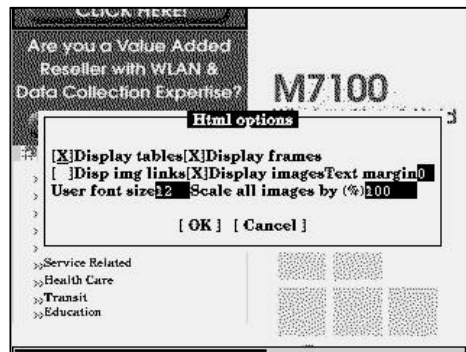 CLICK HERE!
Are you a Value Added
Reseller with WLAN &
Data Collection Expertise?
M7100
Html options
[X]Display tables[X]Display frames
[ ]Disp img links[X]Display imagesText margin0
User font size12 Scale all images by (%)100
[ OK ] [ Cancel ]
>>Service Related
>>Health Care
>>Transit
>>Education